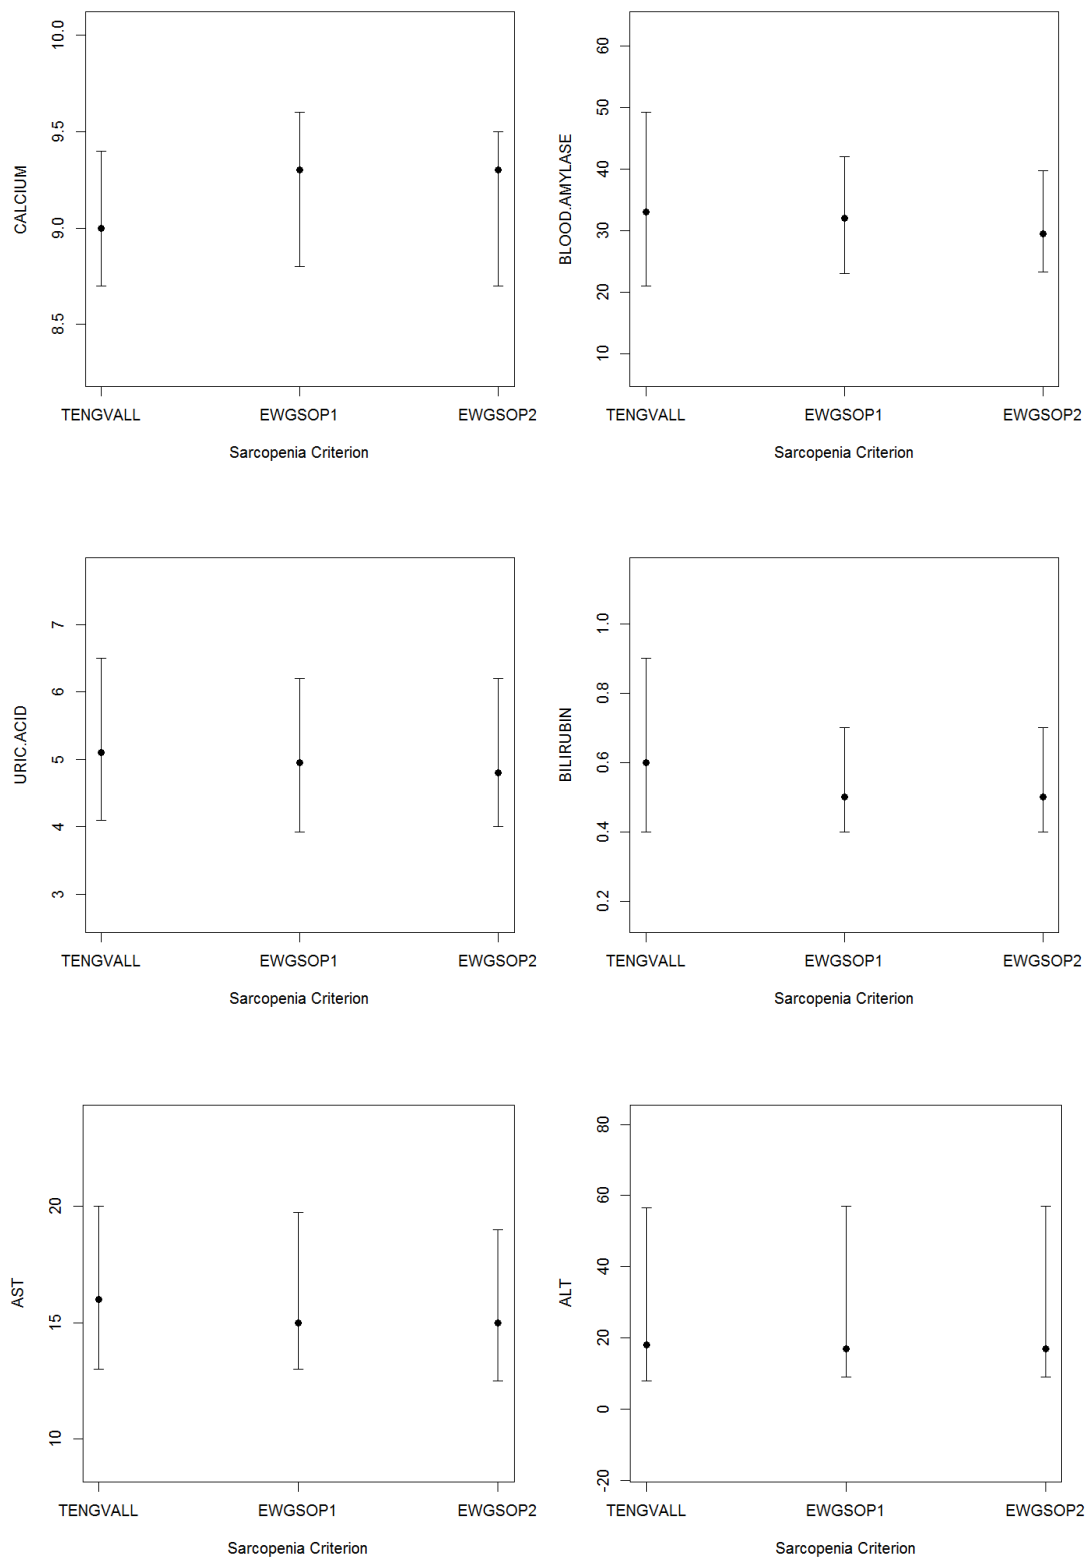 CALCIUM
10.0
9.5
9.0
8.5
TENGVALL EWGSOP1 EWGSOP2
Sarcopenia Criterion
BLOOD.AMYLASE
60
50
40
30
20
10
TENGVALL EWGSOP1 EWGSOP2
Sarcopenia Criterion
URIC.ACID
7
6
5
4
3
TENGVALL EWGSOP1 EWGSOP2
Sarcopenia Criterion
BILIRUBIN
1.0
0.8
0.6
0.4
0.2
TENGVALL EWGSOP1 EWGSOP2
Sarcopenia Criterion
AST
20
15
10
TENGVALL EWGSOP1 EWGSOP2
Sarcopenia Criterion
ALT
80
60
40
20
0
-20
TENGVALL EWGSOP1 EWGSOP2
Sarcopenia Criterion